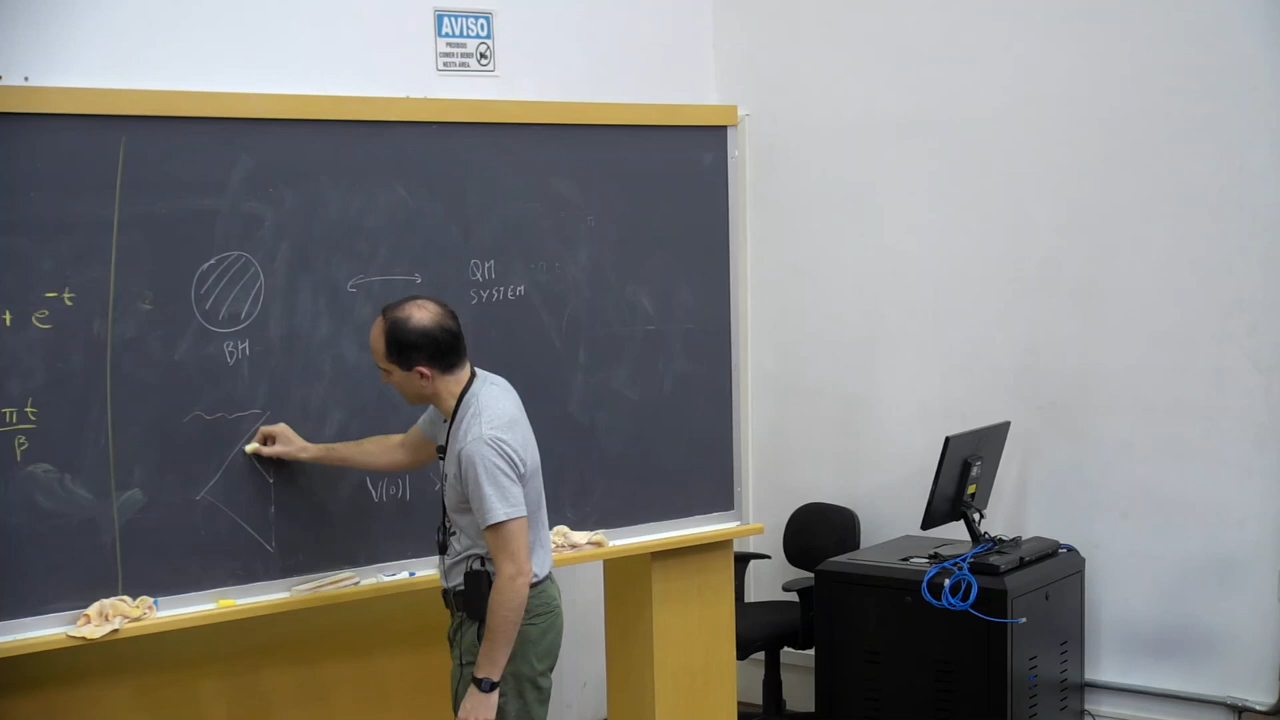 AVISO
PROIBIDO
COMER E BEBER
NESTA ÁREA.
+ e^{-t}
πt
β
BH
QM
SYSTEM
V(0)|